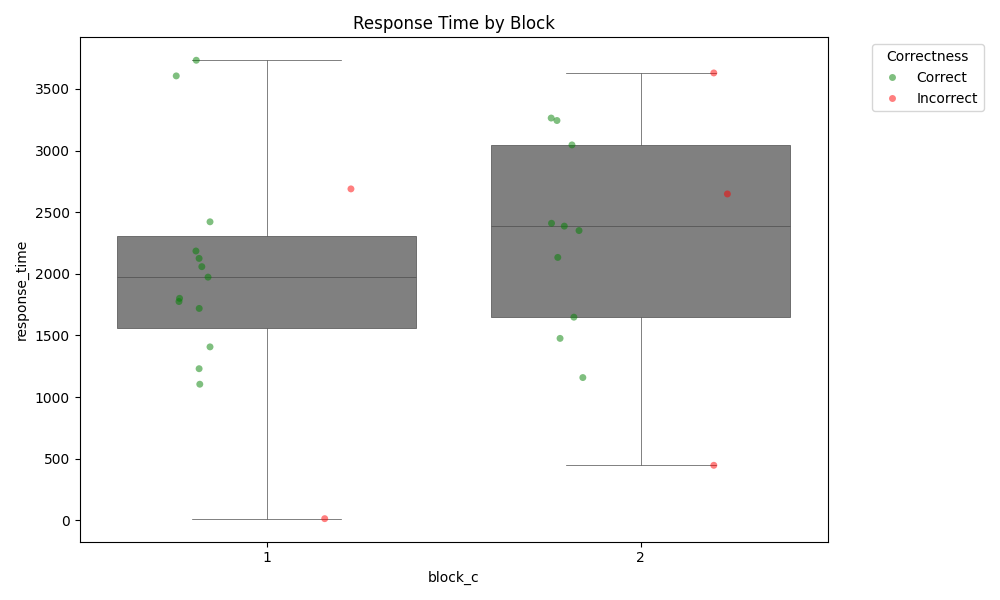 Response Time by Block
Correctness
Correct
Incorrect
response_time
3500
3000
2500
2000
1500
1000
500
0
1
2
block_c